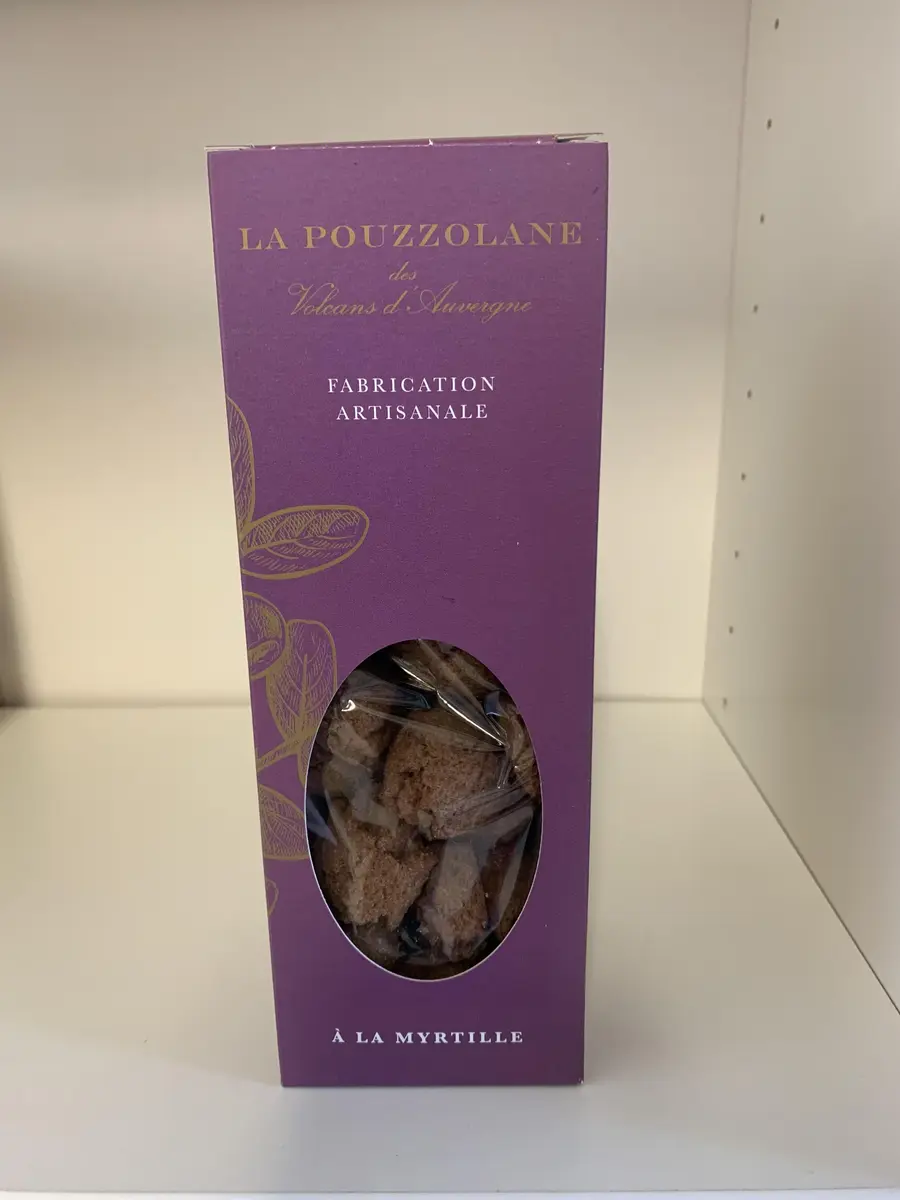 LA POUZZOLANE
des
Volcans d'Auvergne
FABRICATION
ARTISANALE
À LA MYRTILLE